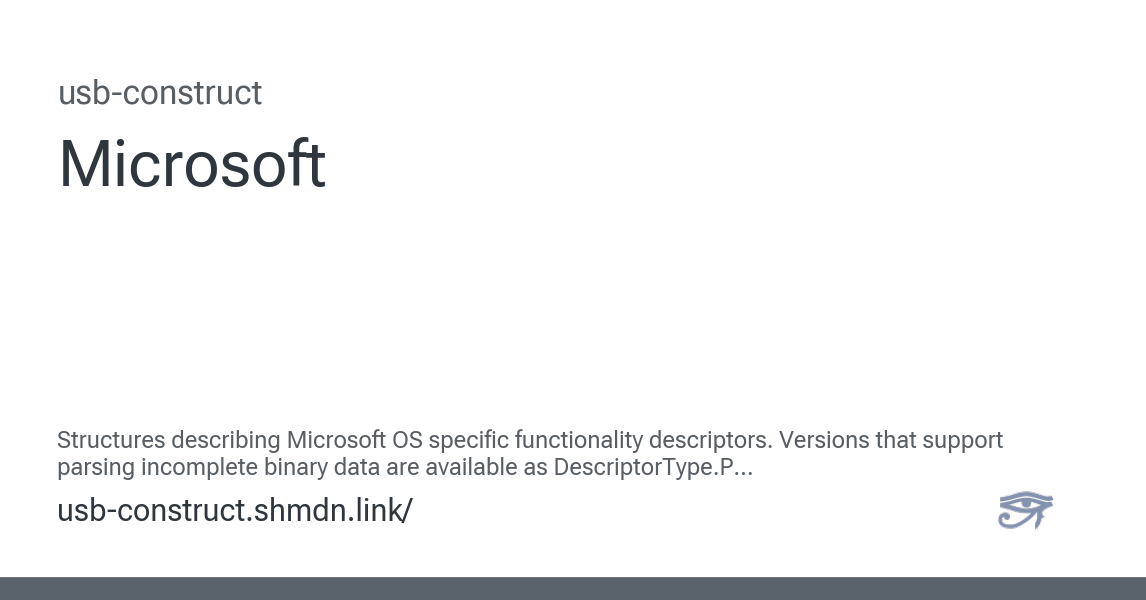 usb-construct
Microsoft
Structures describing Microsoft OS specific functionality descriptors. Versions that support
parsing incomplete binary data are available as DescriptorType.P...
usb-construct.shmdn.link/